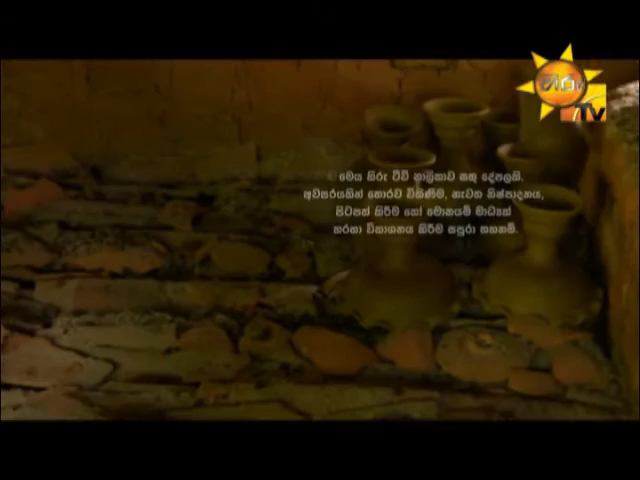 හිරු
TV
මෙය හිරු ටීවී නාලිකාව සතු දේපලකි.
අවසරයකින් තොරව විකිණීම, නැවත නිෂ්පාදනය,
පිටපත් කිරීම හෝ මොනයම් මාධ්‍යක්
හරහා විකාශනය කිරීම සපුරා තහනම්.